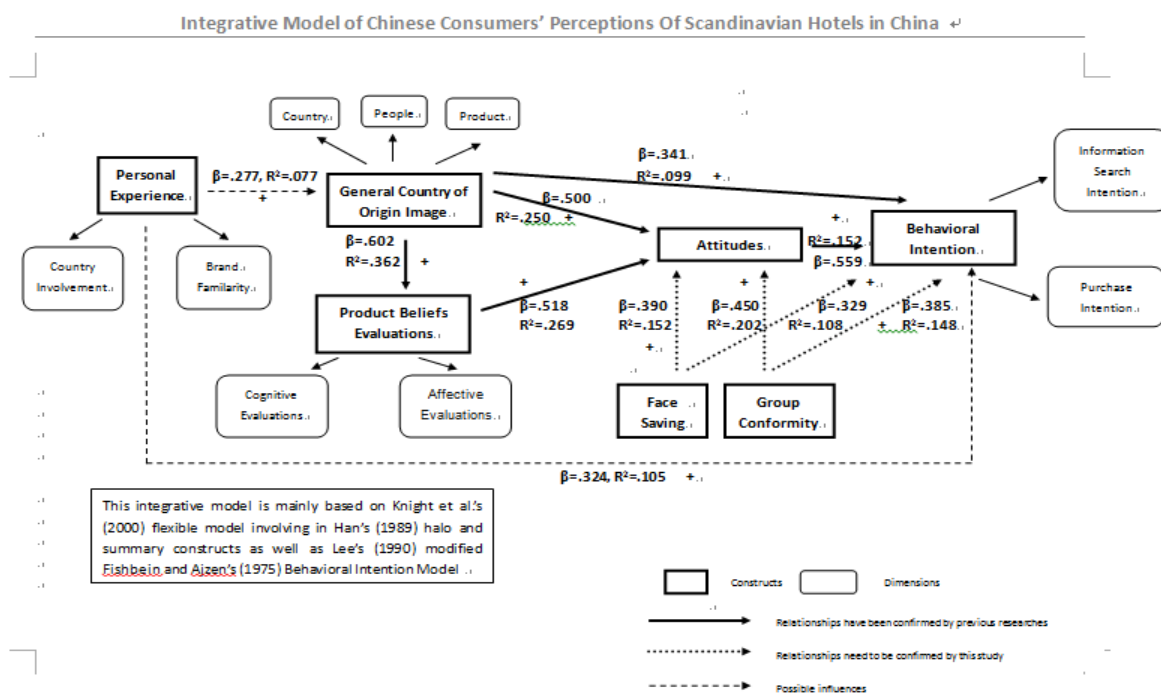 Integrative Model of Chinese Consumers' Perceptions Of Scandinavian Hotels in China
Country
People
Product
Personal
Experience
β=.277, R²=.077
+
General Country of
Origin Image
β=.341
R²=.099 +
β=.500
R²=.250 +
Information
Search
Intention
Attitudes
+
R²=.152
β=.559
+
Behavioral
Intention
Country
Involvement
Brand
Familarity
β=.602
R²=.362 +
Purchase
Intention
Product Beliefs
Evaluations
+
β=.518
R²=.269
β=.390
R²=.152
+
+
β=.450
R²=.202
β=.329
R²=.108
+
β=.385
R²=.148
Cognitive
Evaluations
Affective
Evaluations
Face
Saving
Group
Conformity
β=.324, R²=.105 +
This integrative model is mainly based on Knight et al.'s
(2000) flexible model involving in Han's (1989) halo and
summary constructs as well as Lee's (1990) modified
Fishbein and Ajzen's (1975) Behavioral Intention Model .
Constructs
Dimensions
Relationships have been confirmed by previous researches
Relationships need to be confirmed by this study
Possible influences